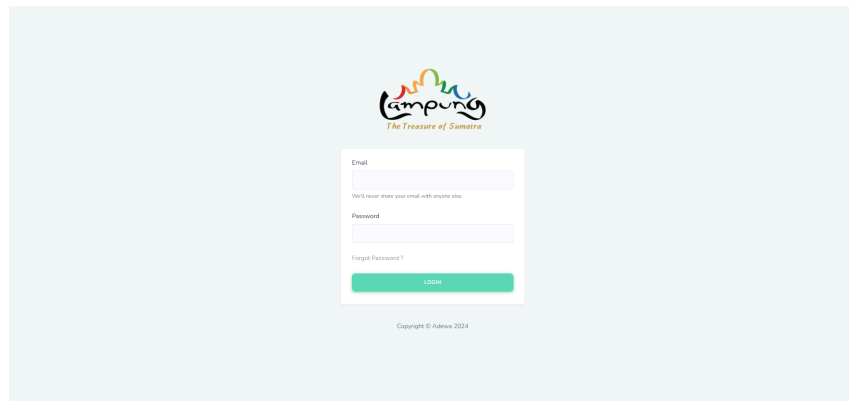 Lampung
The Treasure of Sumatra
Email
We'll never share your email with anyone else.
Password
Forgot Password ?
LOGIN
Copyright © Adewa 2024